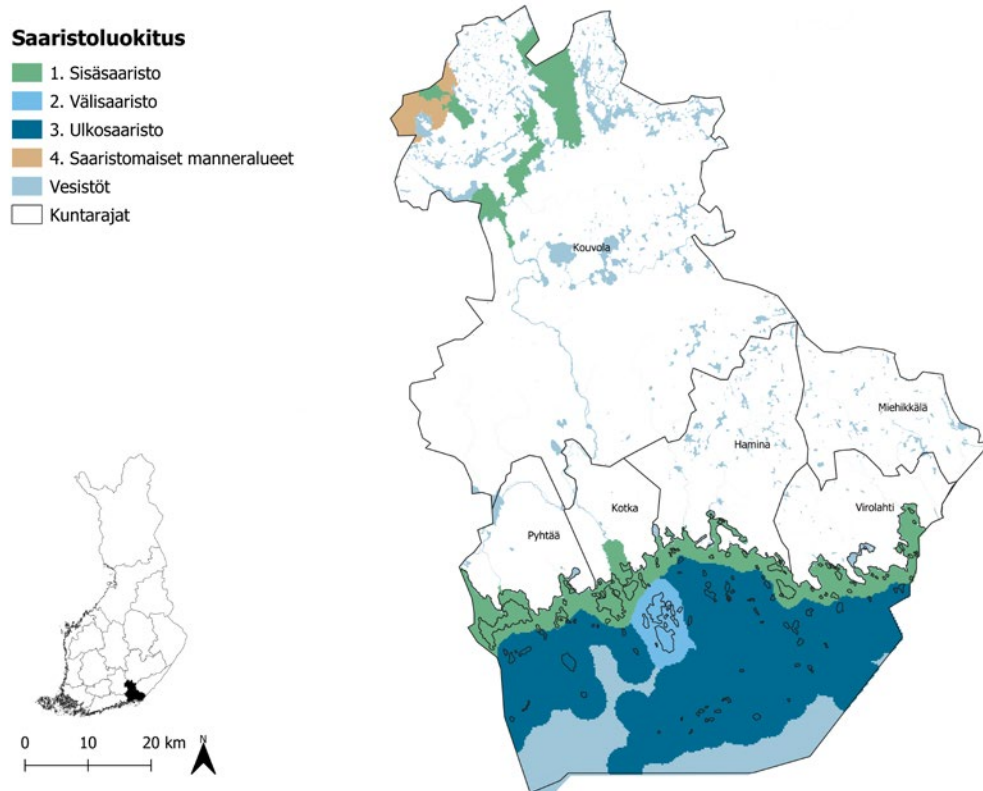 Saaristoluokitus
1. Sisäsaaristo
2. Välisaaristo
3. Ulkosaaristo
4. Saaristomaiset manneralueet
Vesistöt
Kuntarajat
Kouvola
Miehikkälä
Hamina
Virolahti
Kotka
Pyhtää
0 10 20 km
N